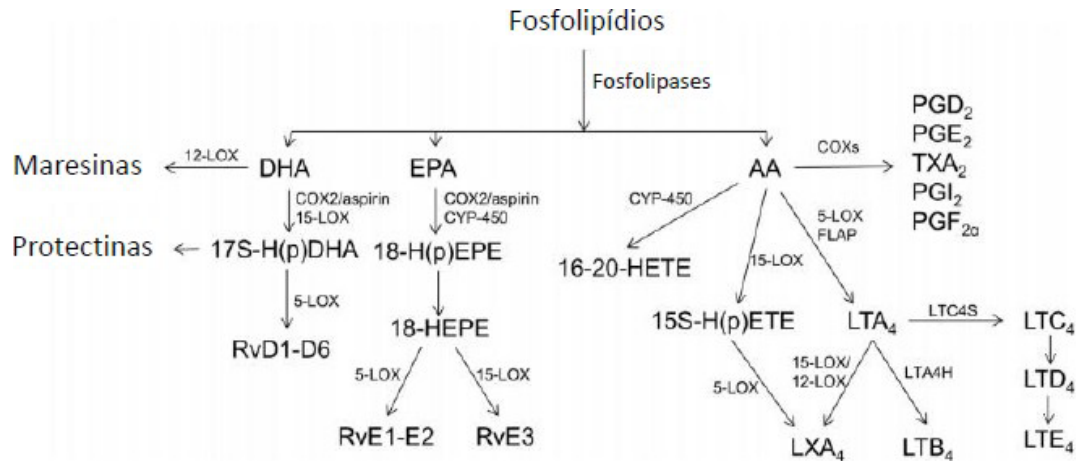 Fosfolipídios
Fosfolipases
PGD2
PGE2
TXA2
PGI2
PGF2α
Maresinas
12-LOX
DHA
EPA
AA
COXs
COX2/aspirin
15-LOX
COX2/aspirin
CYP-450
CYP-450
5-LOX
FLAP
Protectinas
17S-H(p)DHA
18-H(p)EPE
16-20-HETE
15-LOX
5-LOX
18-HEPE
15S-H(p)ETE
LTA4
LTC4S
LTC4
RvD1-D6
5-LOX
15-LOX
5-LOX
15-LOX/
12-LOX/
LTA4H
LTD4
RvE1-E2
RvE3
LXA4
LTB4
LTE4